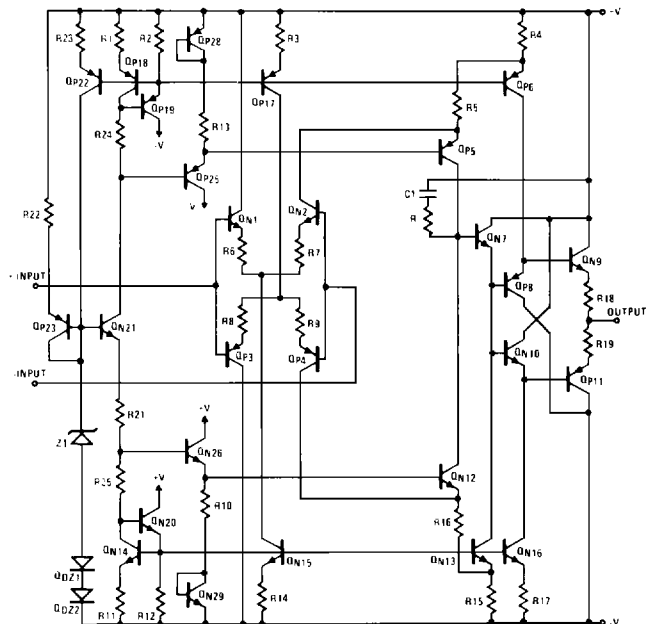 -V
R23
R1
R2
QP28
R3
R4
QP18
QP22
QP19
QP17
QP6
R5
R24
R13
-V
QP5
QP25
V
C1
R
R22
QN1
QN2
QN7
R6
R7
QN9
+INPUT
QP8
R18
OUTPUT
R8
R9
R19
QP23
QN21
QP3
QP4
QN10
-INPUT
QP11
R21
+V
Z1
QN26
QN12
R35
+V
R10
R16
QN20
QN14
QN15
QN13
QN16
QDZ1
QDZ2
QN29
R11
R12
R14
R15
R17
-V